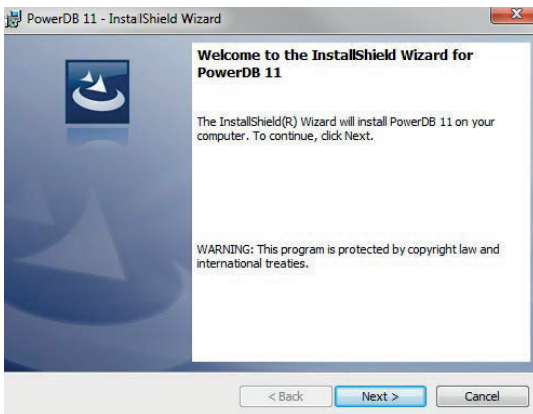 PowerDB 11 - InstallShield Wizard
Welcome to the InstallShield Wizard for
PowerDB 11
The InstallShield(R) Wizard will install PowerDB 11 on your
computer. To continue, click Next.
WARNING: This program is protected by copyright law and
international treaties.
< Back Next > Cancel